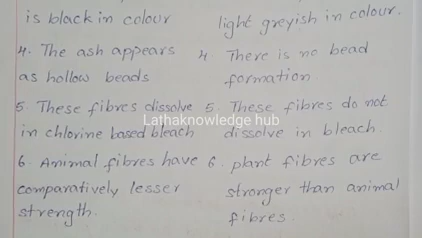 is black in colour
light greyish in colour.
4. The ash appears
as hollow beads
4 There is no bead
formation.
5. These fibres dissolve
in chlorine based bleach
5. These fibres do not
dissolve in bleach.
Lathaknowledge hub
6. Animal fibres have
comparatively lesser
strength.
6. plant fibres are
stronger than animal
fibres.